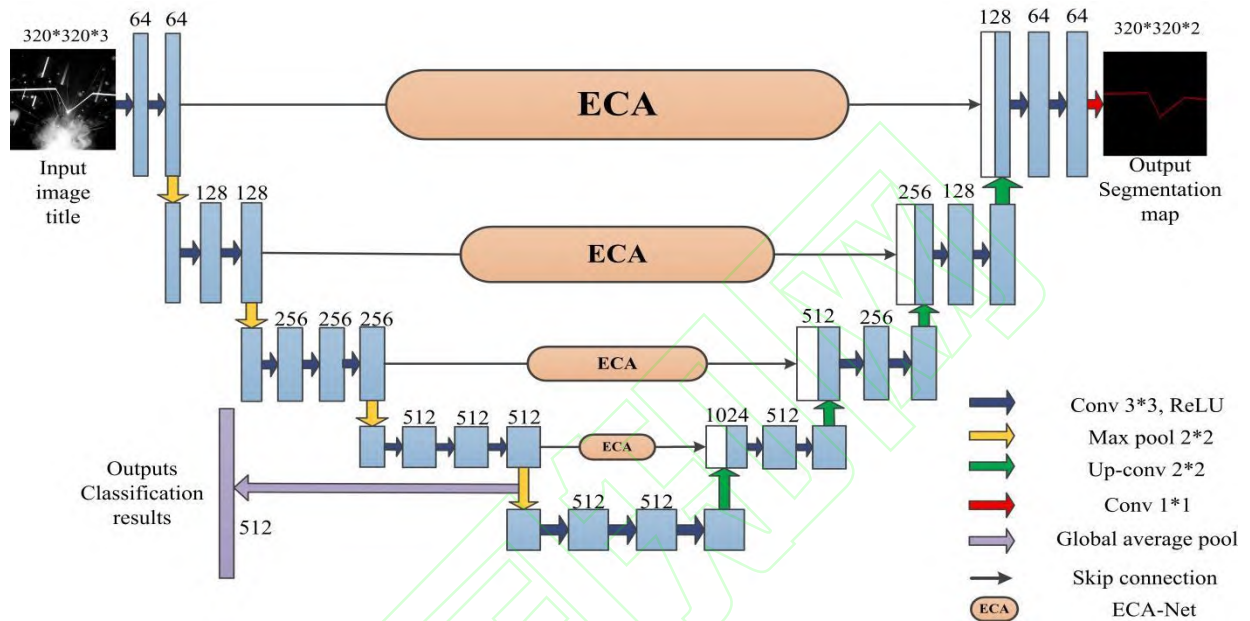 320*320*3
64
64
ECA
128
64
64
320*320*2
Input
image
title
Output
Segmentation
map
128
128
ECA
256
128
256
256
256
ECA
512
256
512
512
512
ECA
1024
512
Outputs
Classification
results
512
512
512
Conv 3*3, ReLU
Max pool 2*2
Up-conv 2*2
Conv 1*1
Global average pool
Skip connection
ECA
ECA-Net